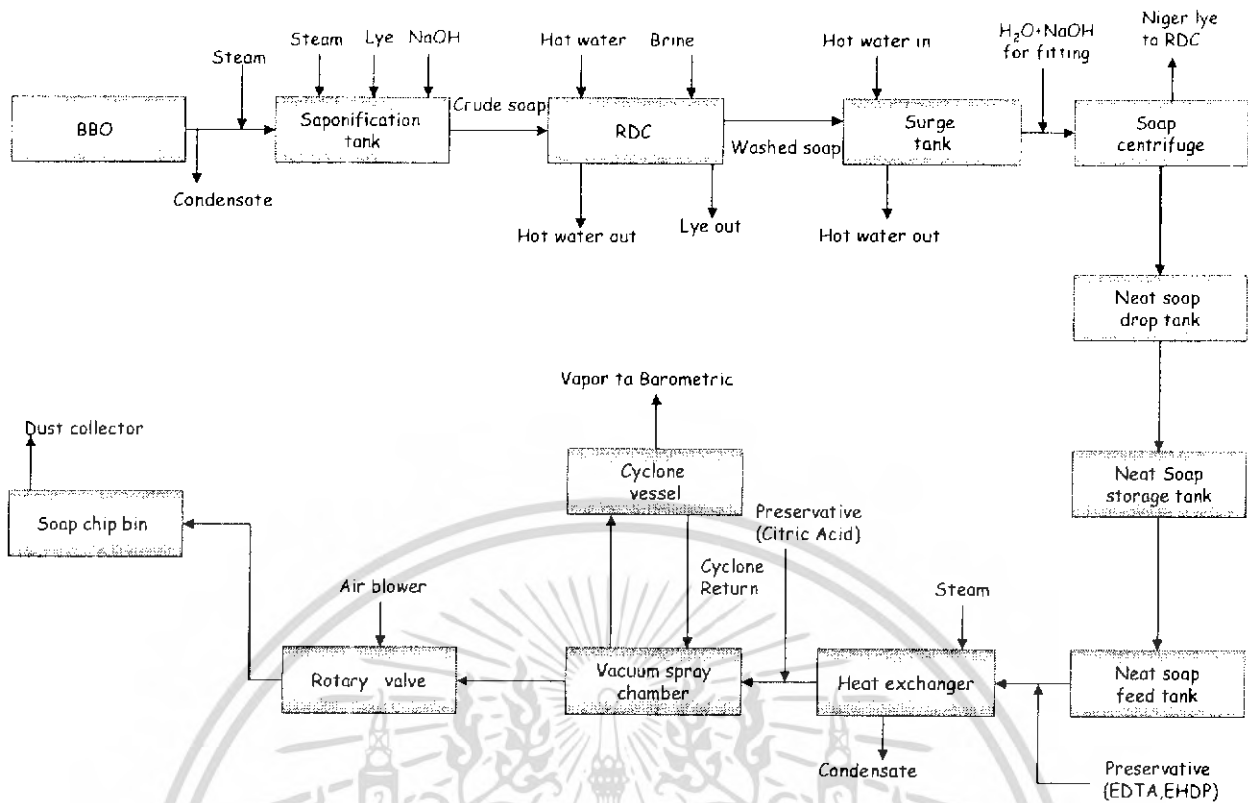 Steam
Steam
Lye
NaOH
Hot water
Brine
Hot water in
H₂O+NaOH
for fitting
Niger lye
to RDC
BBO
Saponification
tank
Crude soap
RDC
Washed soap
Surge
tank
Soap
centrifuge
Condensate
Hot water out
Lye out
Hot water out
Neat soap
drop tank
Vapor to Barometric
Dust collector
Cyclone
vessel
Neat Soap
storage tank
Soap chip bin
Preservative
(Citric Acid)
Cyclone
Return
Air blower
Steam
Rotary valve
Vacuum spray
chamber
Heat exchanger
Neat soap
feed tank
Condensate
Preservative
(EDTA,EHDP)